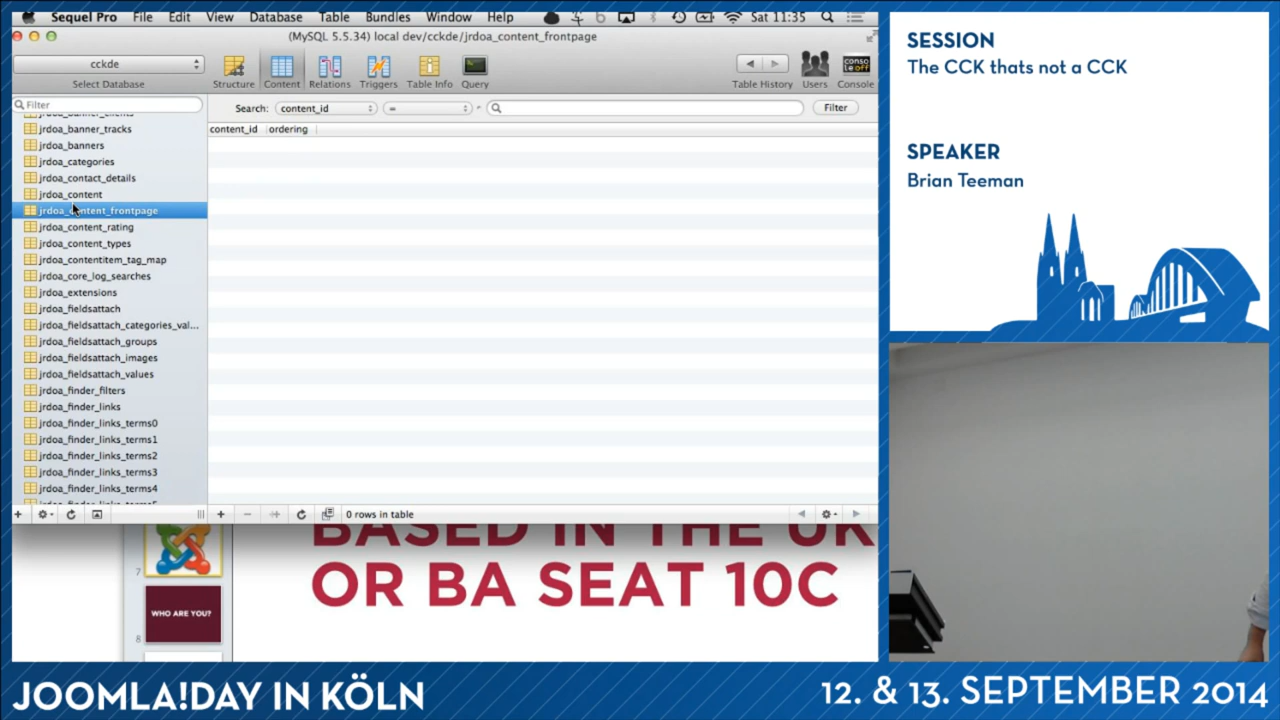 Sequel Pro File Edit View Database Table Bundles Window Help Sat 11:35
(MySQL 5.5.34) local dev/cckde/jrdoa_content_frontpage
cckde
Select Database
Structure Content Relations Triggers Table Info Query
Table History Users Console
Filter
Search: content_id = Filter
content_id ordering
jrdoa_banner_clients
jrdoa_banner_tracks
jrdoa_banners
jrdoa_categories
jrdoa_contact_details
jrdoa_content
jrdoa_content_frontpage
jrdoa_content_rating
jrdoa_content_types
jrdoa_contentitem_tag_map
jrdoa_core_log_searches
jrdoa_extensions
jrdoa_fieldsattach
jrdoa_fieldsattach_categories_val...
jrdoa_fieldsattach_groups
jrdoa_fieldsattach_images
jrdoa_fieldsattach_values
jrdoa_finder_filters
jrdoa_finder_links
jrdoa_finder_links_terms0
jrdoa_finder_links_terms1
jrdoa_finder_links_terms2
jrdoa_finder_links_terms3
jrdoa_finder_links_terms4
0 rows in table
7
WHO ARE YOU?
8
BASED IN THE UK
OR BA SEAT 10C
SESSION
The CCK thats not a CCK
SPEAKER
Brian Teeman
JOOMLA!DAY IN KÖLN
12. & 13. SEPTEMBER 2014